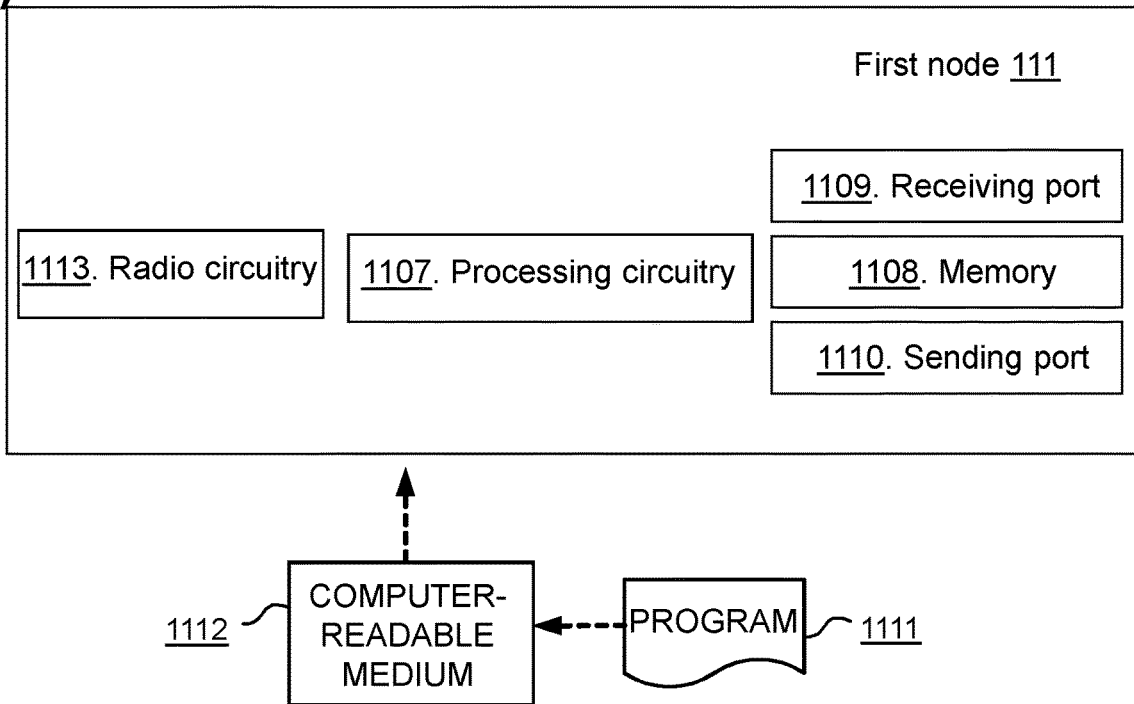 First node 111
1109. Receiving port
1113. Radio circuitry
1107. Processing circuitry
1108. Memory
1110. Sending port
COMPUTER-
READABLE
MEDIUM
1112
PROGRAM
1111